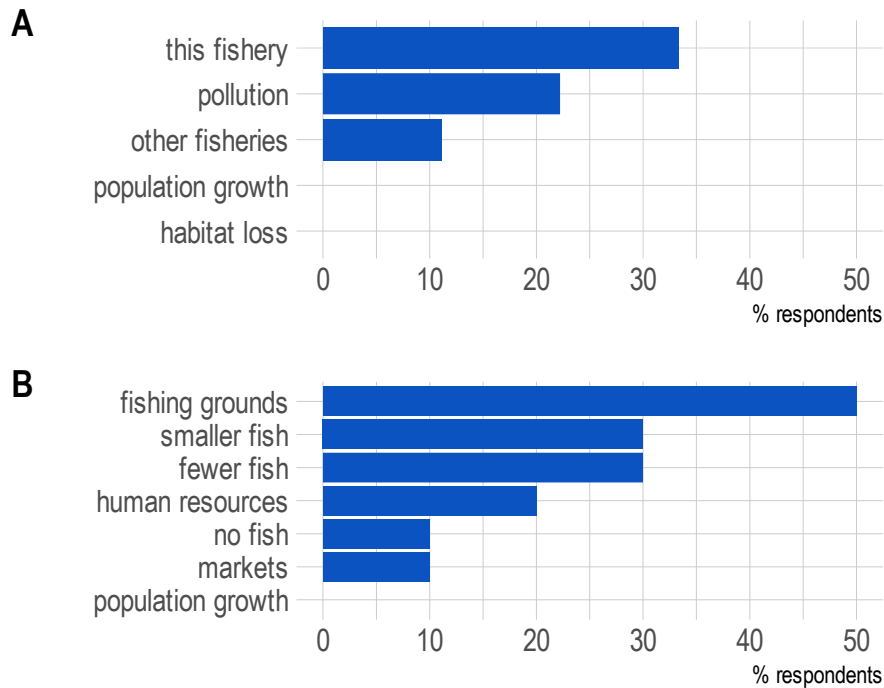 A
this fishery
pollution
other fisheries
population growth
habitat loss
0 10 20 30 40 50
% respondents
B
fishing grounds
smaller fish
fewer fish
human resources
no fish
markets
population growth
0 10 20 30 40 50
% respondents